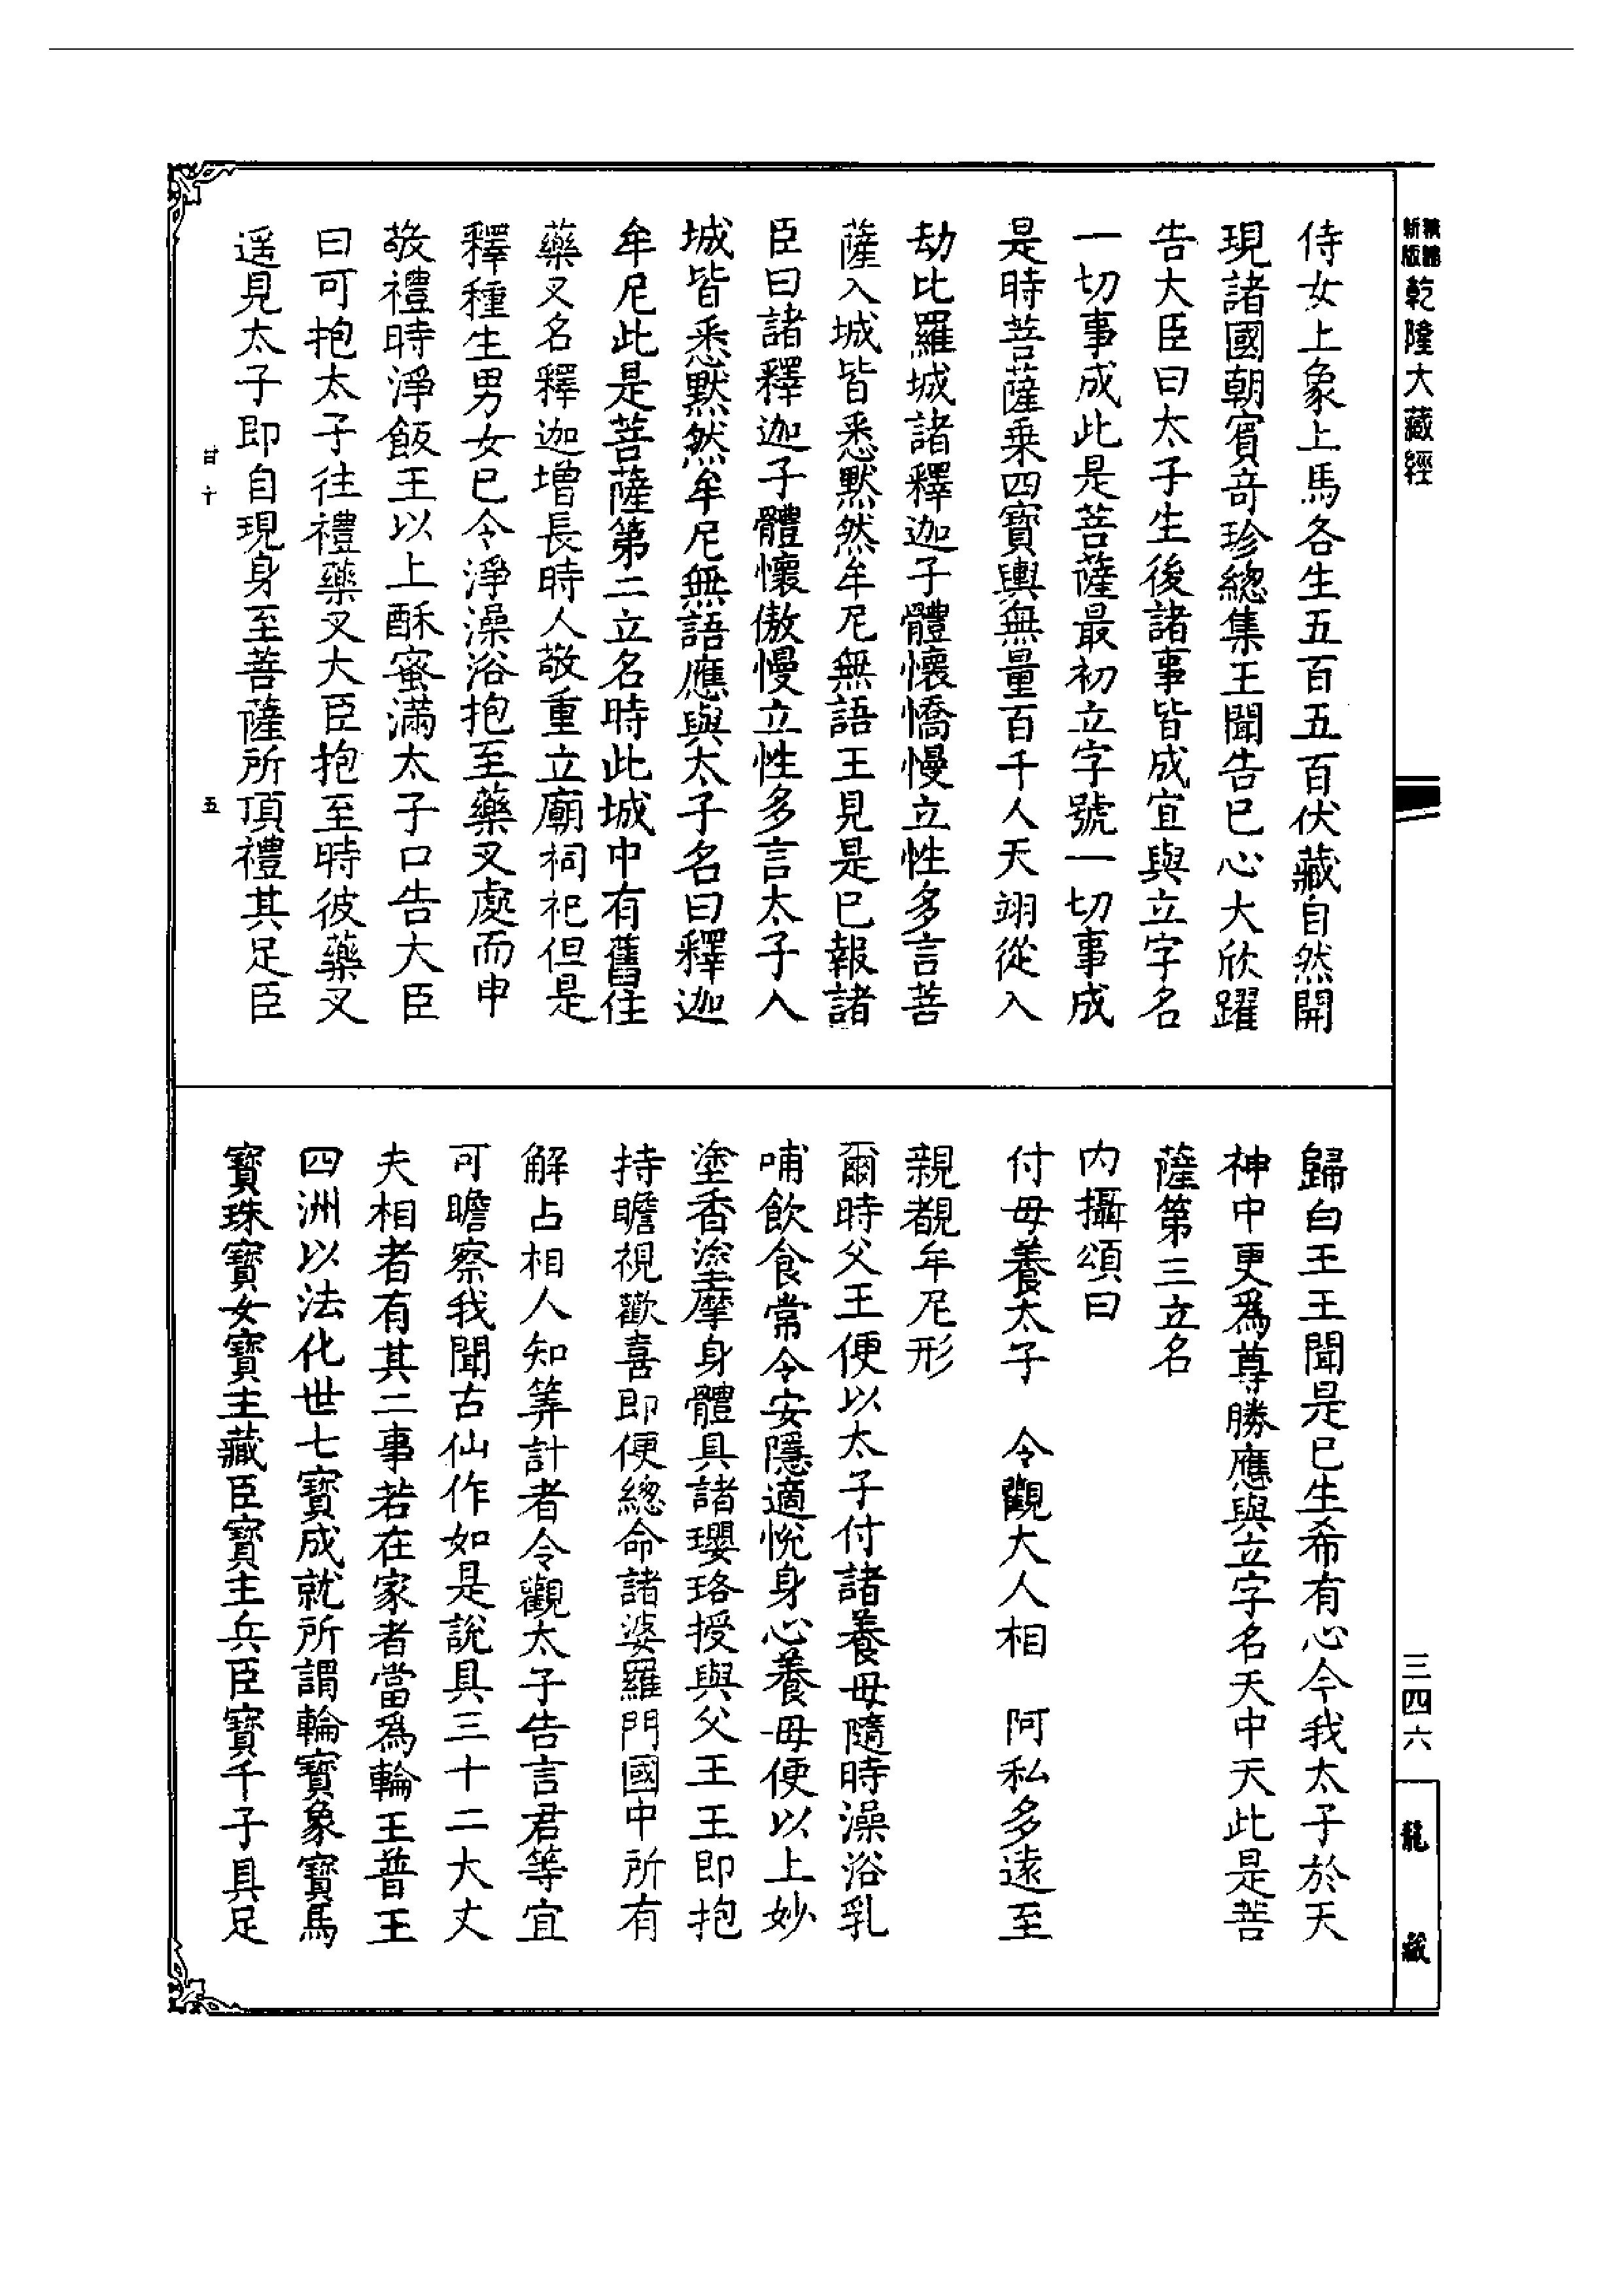 新版
乾隆大藏經
三四六
龍藏
侍女上象上馬各生五百五百伏藏自然開
現諸國朝賓竒珍總集王聞告已心大欣躍
告大臣曰太子生後諸事皆成宜與立字名
一切事成此是菩薩最初立字號一切事成
是時菩薩乗四寶輿無量百千人天翊從入
劫比羅城諸釋迦子體懷憍慢立性多言菩
薩入城皆悉默然牟尼無語王見是已報諸
臣曰諸釋迦子體懷傲慢立性多言太子入
城皆悉默然牟尼無語應與太子名曰釋迦
牟尼此是菩薩第二立名時此城中有舊住
藥叉名釋迦增長時人敬重立廟祠祀但是
釋種生男女已令淨澡浴抱至藥叉處而申
敬禮時淨飯王以上酥蜜滿太子口告大臣
曰可抱太子往禮藥叉大臣抱至時彼藥叉
遥見太子即自現身至菩薩所頂禮其足臣
甘十 五
歸白王王聞是已生希有心今我太子於天
神中更爲尊勝應與立字名天中天此是菩
薩第三立名
内攝頌曰
付母養太子 令觀大人相 阿私多遠至
親覩牟尼形
爾時父王便以太子付諸養母隨時澡浴乳
哺飲食常令安隱適悅身心養母便以上妙
塗香塗摩身體具諸瓔珞授與父王王即抱
持瞻視歡喜即便總命諸婆羅門國中所有
解占相人知筭計者令觀太子告言君等宜
可瞻察我聞古仙作如是說具三十二大丈
夫相者有其二事若在家者當爲輪王普王
四洲以法化世七寶成就所謂輪寶象寶馬
寶珠寶女寶主藏臣寶主兵臣寶千子具足